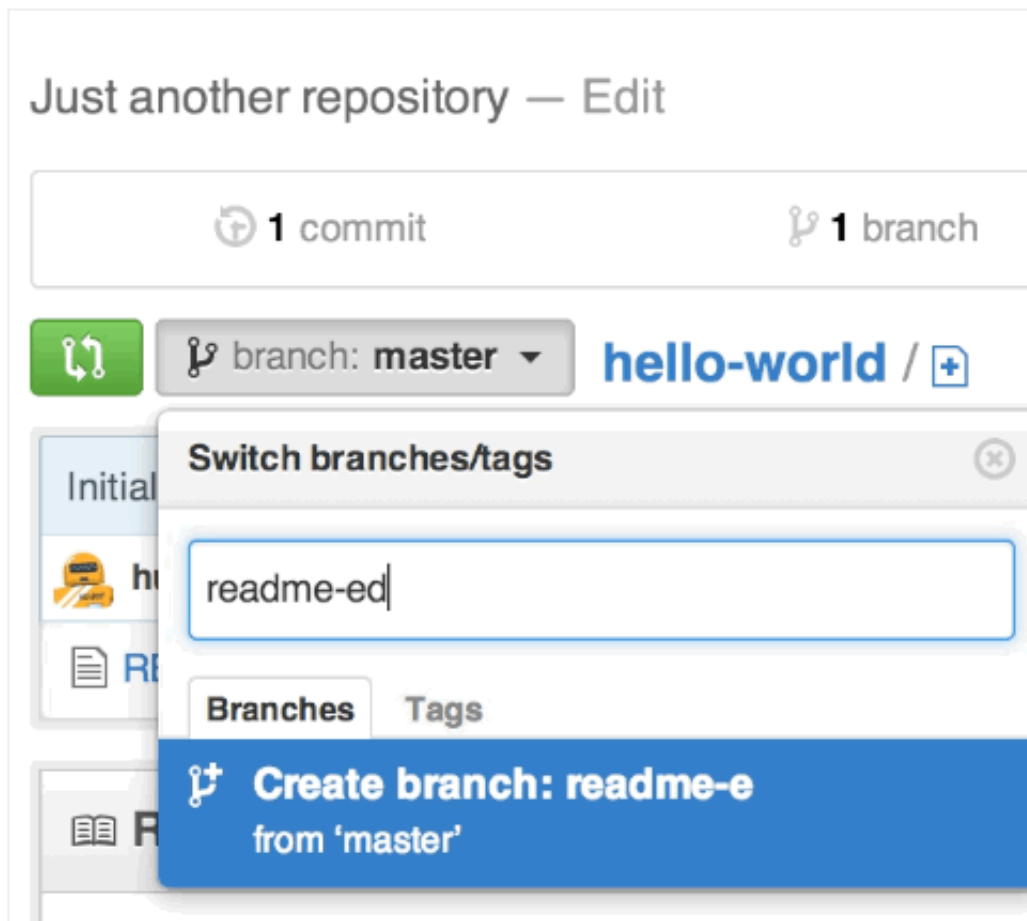 Just another repository — Edit
1 commit
1 branch
branch: master
hello-world /
Switch branches/tags
Initial
readme-ed
Branches
Tags
Create branch: readme-e
from ‘master’